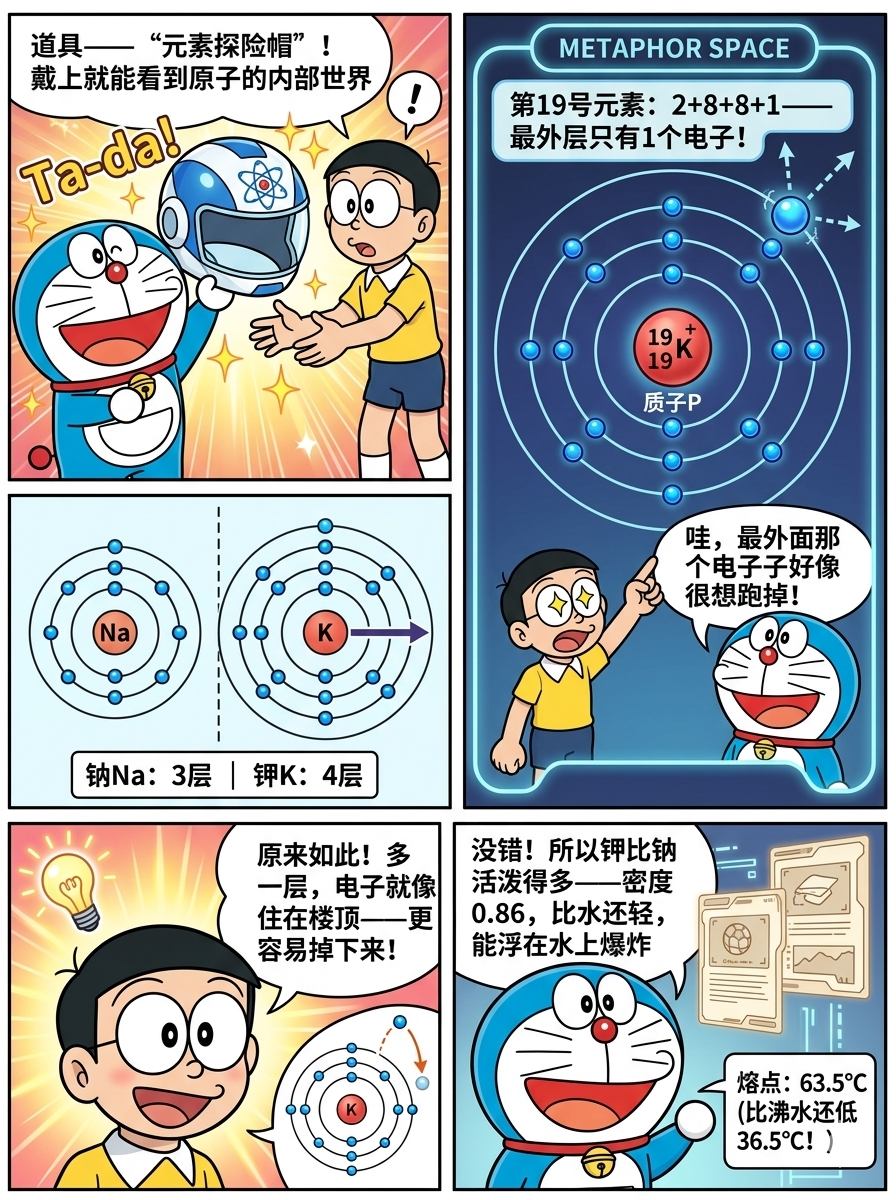 道具——“元素探险帽”！
戴上就能看到原子的内部世界
!
Ta-da!
METAPHOR SPACE
第19号元素：2+8+8+1——
最外层只有1个电子！
19
19
K
+
质子P
哇，最外面那
个电子子好像
很想跑掉！
Na
K
钠Na：3层 ｜ 钾K：4层
原来如此！多
一层，电子就像
住在楼顶——更
容易掉下来！
K
没错！所以钾比钠
活泼得多——密度
0.86，比水还轻，
能浮在水上爆炸
熔点：63.5℃
(比沸水还低
36.5℃！)